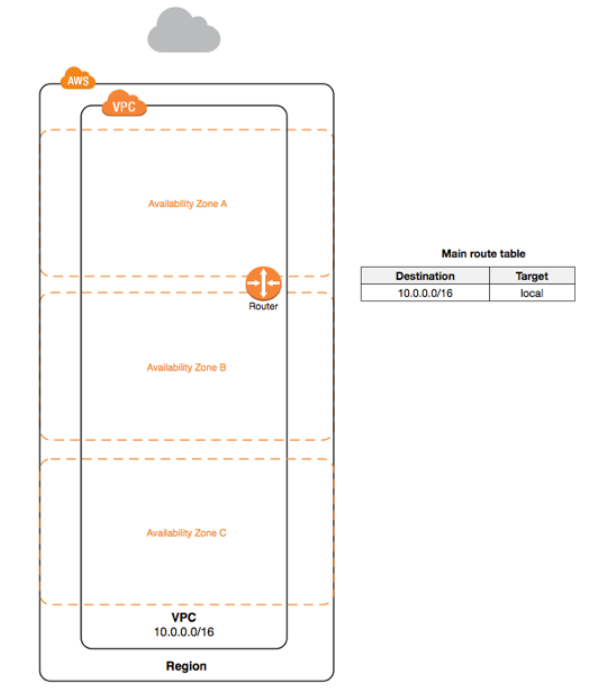 AWS
VPC
Availability Zone A
Router
Availability Zone B
Availability Zone C
VPC
10.0.0.0/16
Region
Main route table
Destination Target
10.0.0.0/16 local